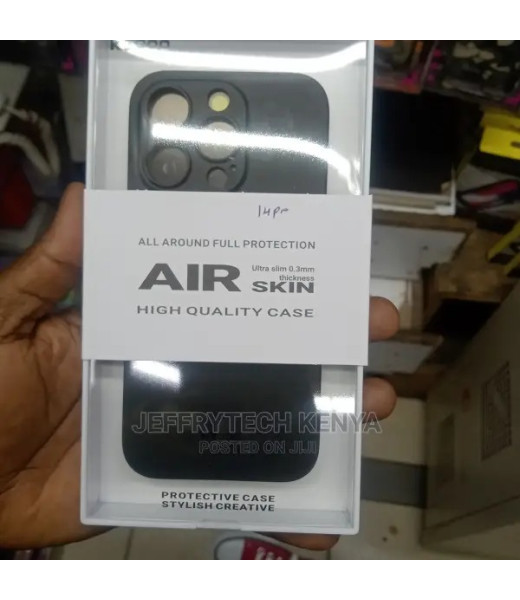 14pr
ALL AROUND FULL PROTECTION
AIR SKIN
Ultra slim 0.3mm
thickness
HIGH QUALITY CASE
JEFFRYTECH KENYA
POSTED ON JIJI
PROTECTIVE CASE
STYLISH CREATIVE